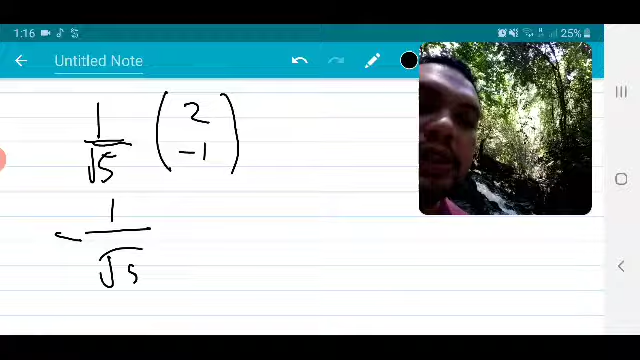 1:16 25%
Untitled Note
1/√5 (2
-1)
- 1/√5